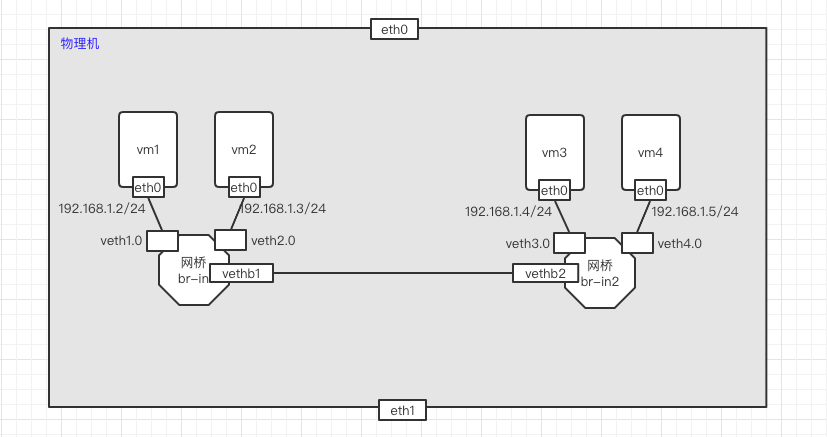 eth0
物理机
vm1
vm2
vm3
vm4
eth0
eth0
eth0
eth0
192.168.1.2/24
192.168.1.3/24
192.168.1.4/24
192.168.1.5/24
veth1.0
veth2.0
veth3.0
veth4.0
网桥
br-in
vethb1
vethb2
网桥
br-in2
eth1